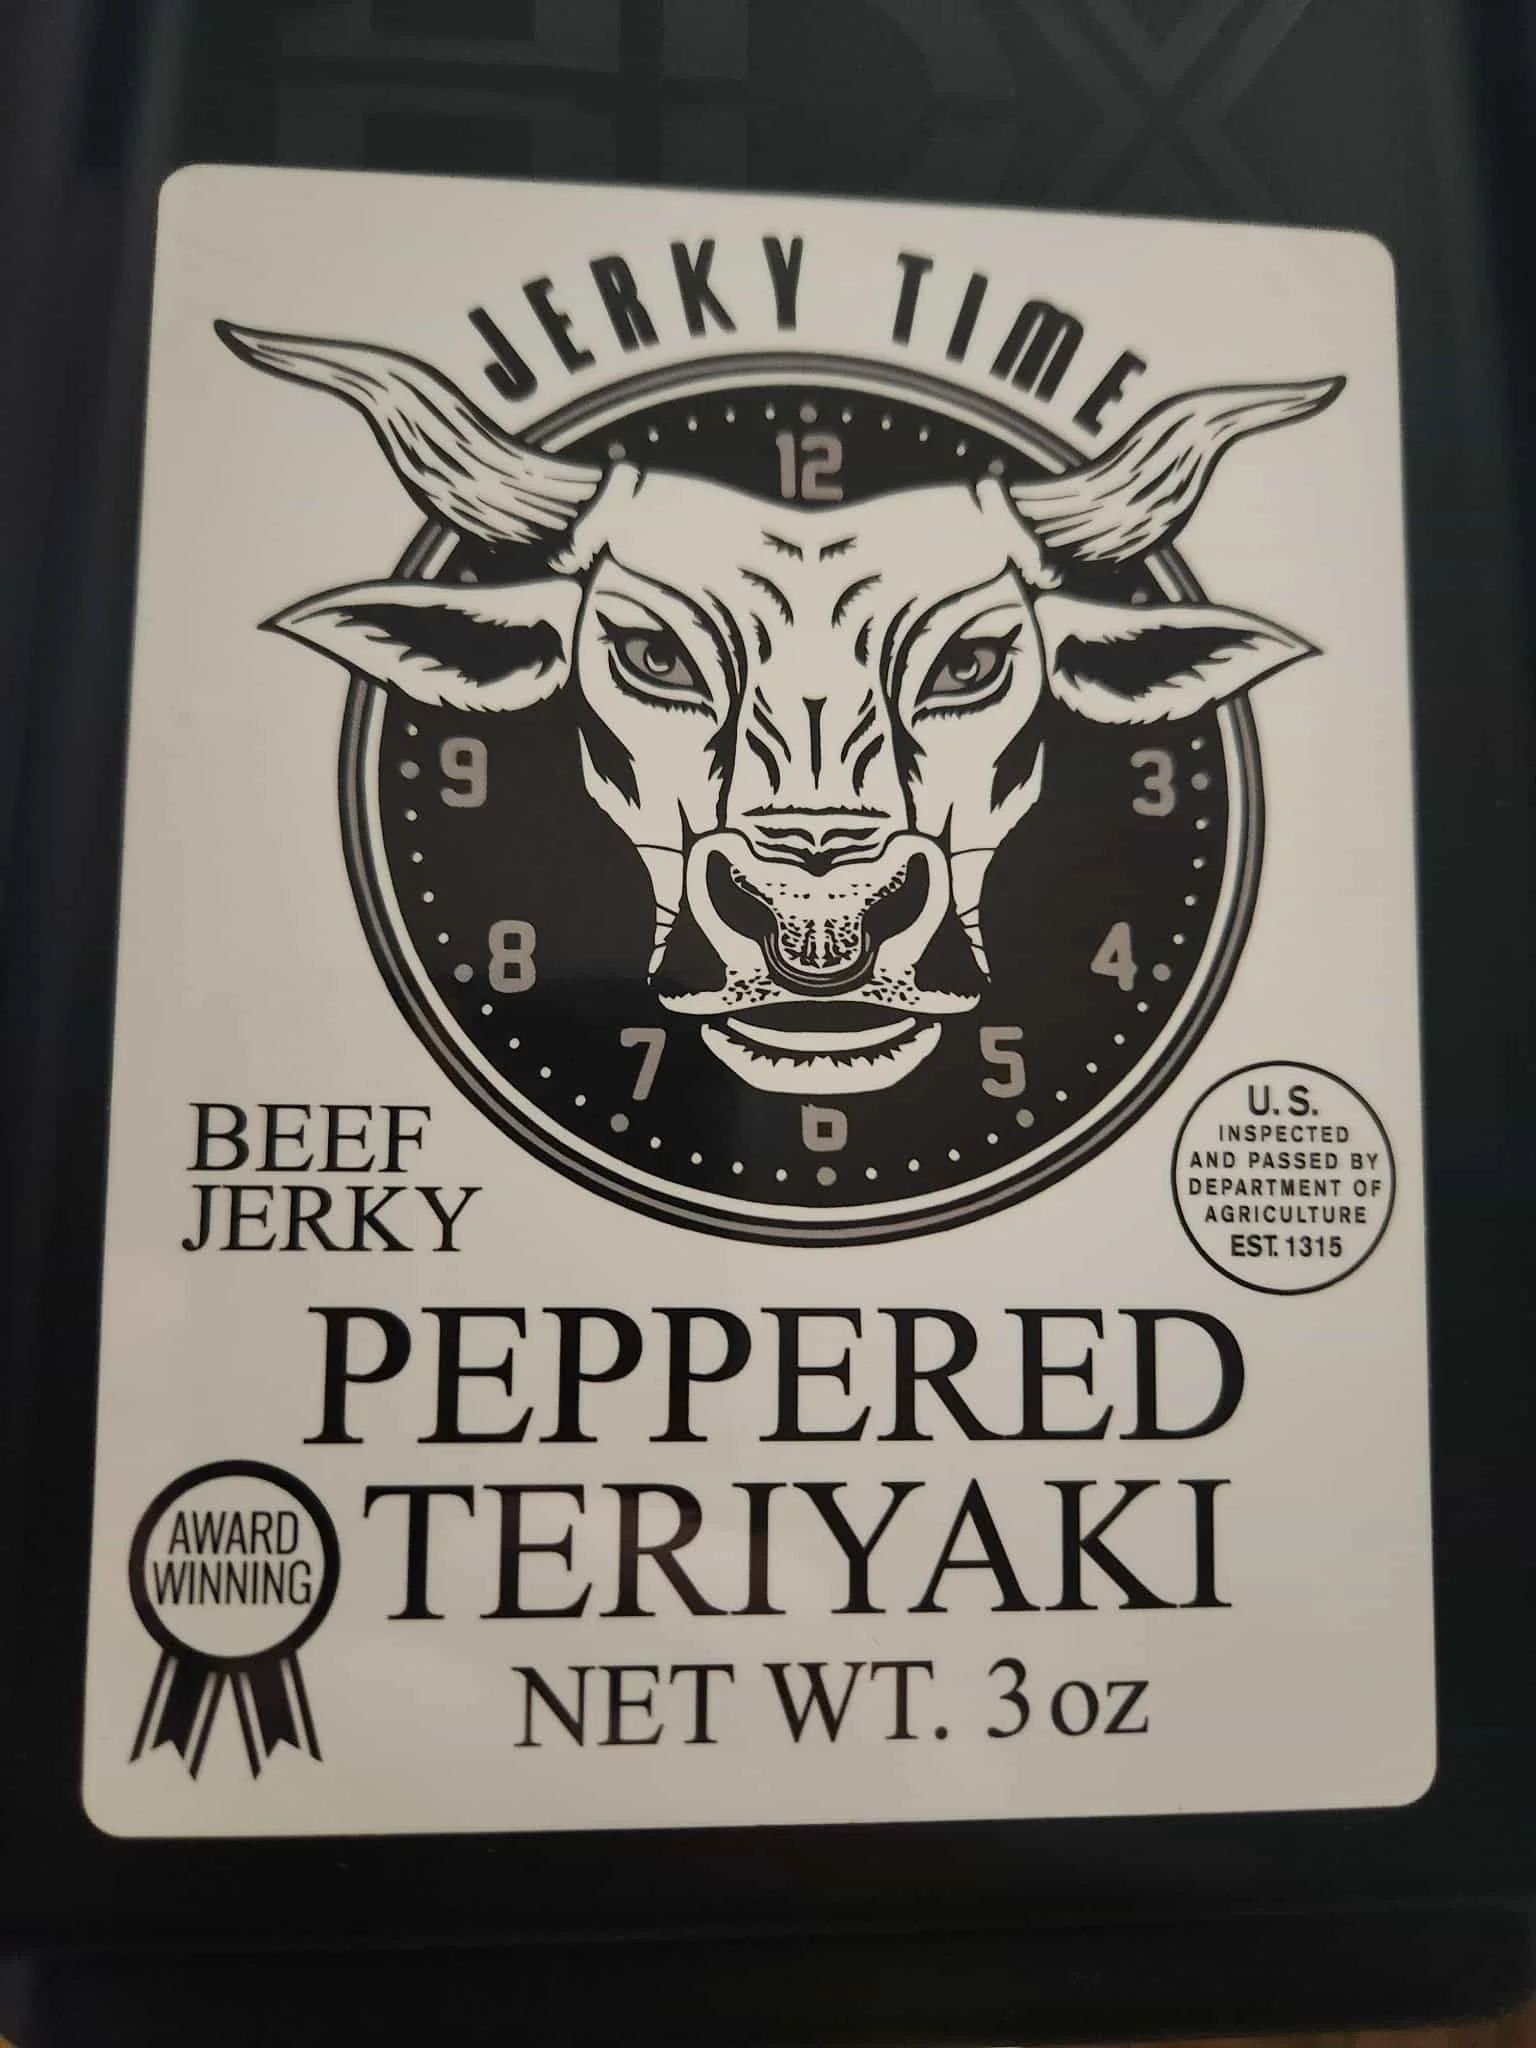 JERKY TIME
12
9
3
8
4
7
5
6
BEEF
JERKY
U.S.
INSPECTED
AND PASSED BY
DEPARTMENT OF
AGRICULTURE
EST. 1315
PEPPERED
TERIYAKI
AWARD
WINNING
NET WT. 3 oz